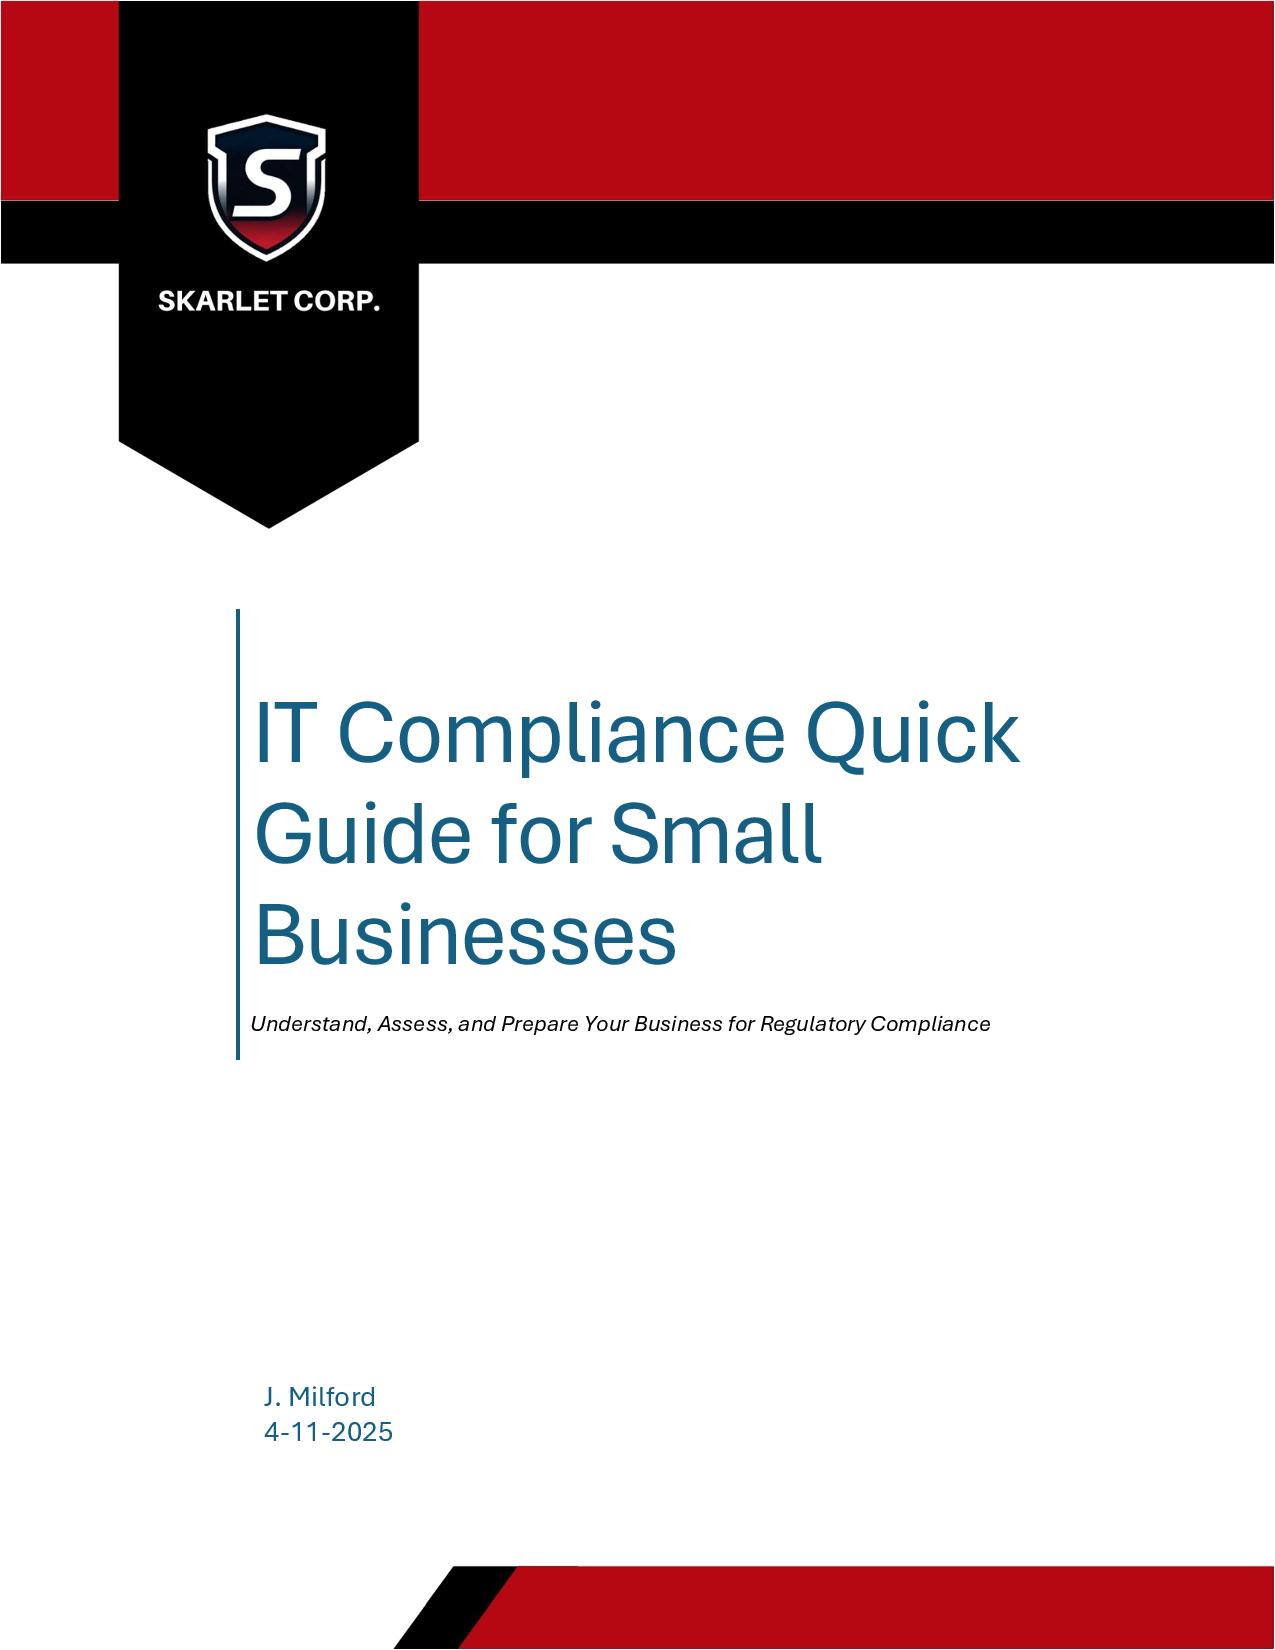 S
SKARLET CORP.
IT Compliance Quick
Guide for Small
Businesses
Understand, Assess, and Prepare Your Business for Regulatory Compliance
J. Milford
4-11-2025